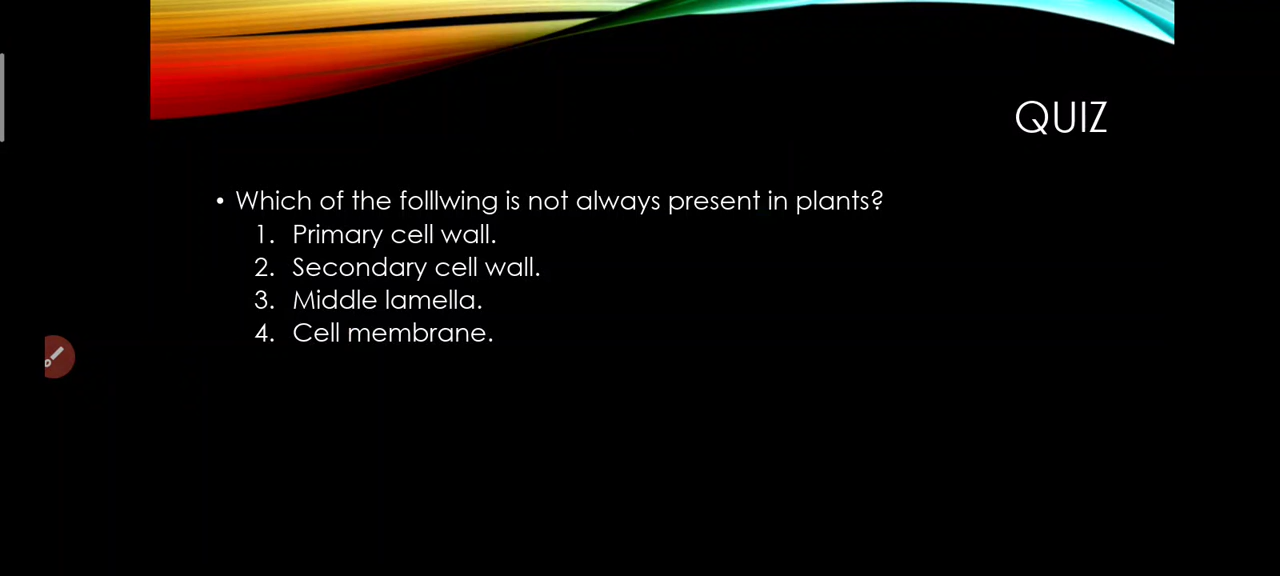 QUIZ
• Which of the folllwing is not always present in plants?
1. Primary cell wall.
2. Secondary cell wall.
3. Middle lamella.
4. Cell membrane.